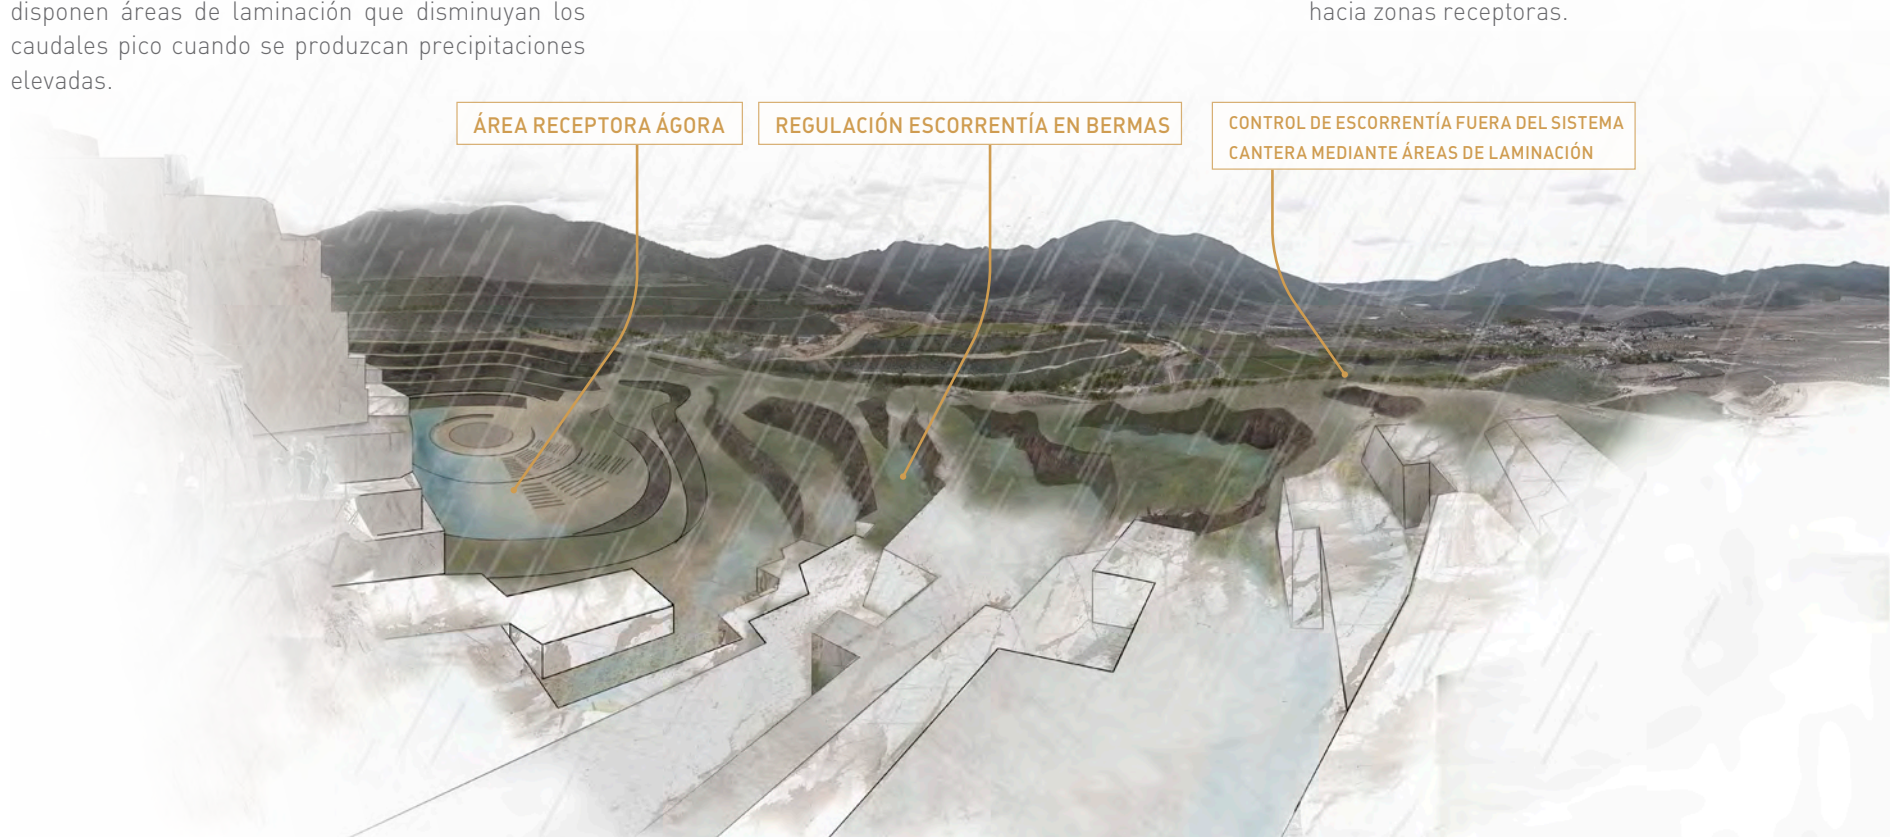 disponen áreas de laminación que disminuyan los
caudales pico cuando se produzcan precipitaciones
elevadas.
hacia zonas receptoras.
ÁREA RECEPTORA ÁGORA
REGULACIÓN ESCORRENTÍA EN BERMAS
CONTROL DE ESCORRENTÍA FUERA DEL SISTEMA
CANTERA MEDIANTE ÁREAS DE LAMINACIÓN